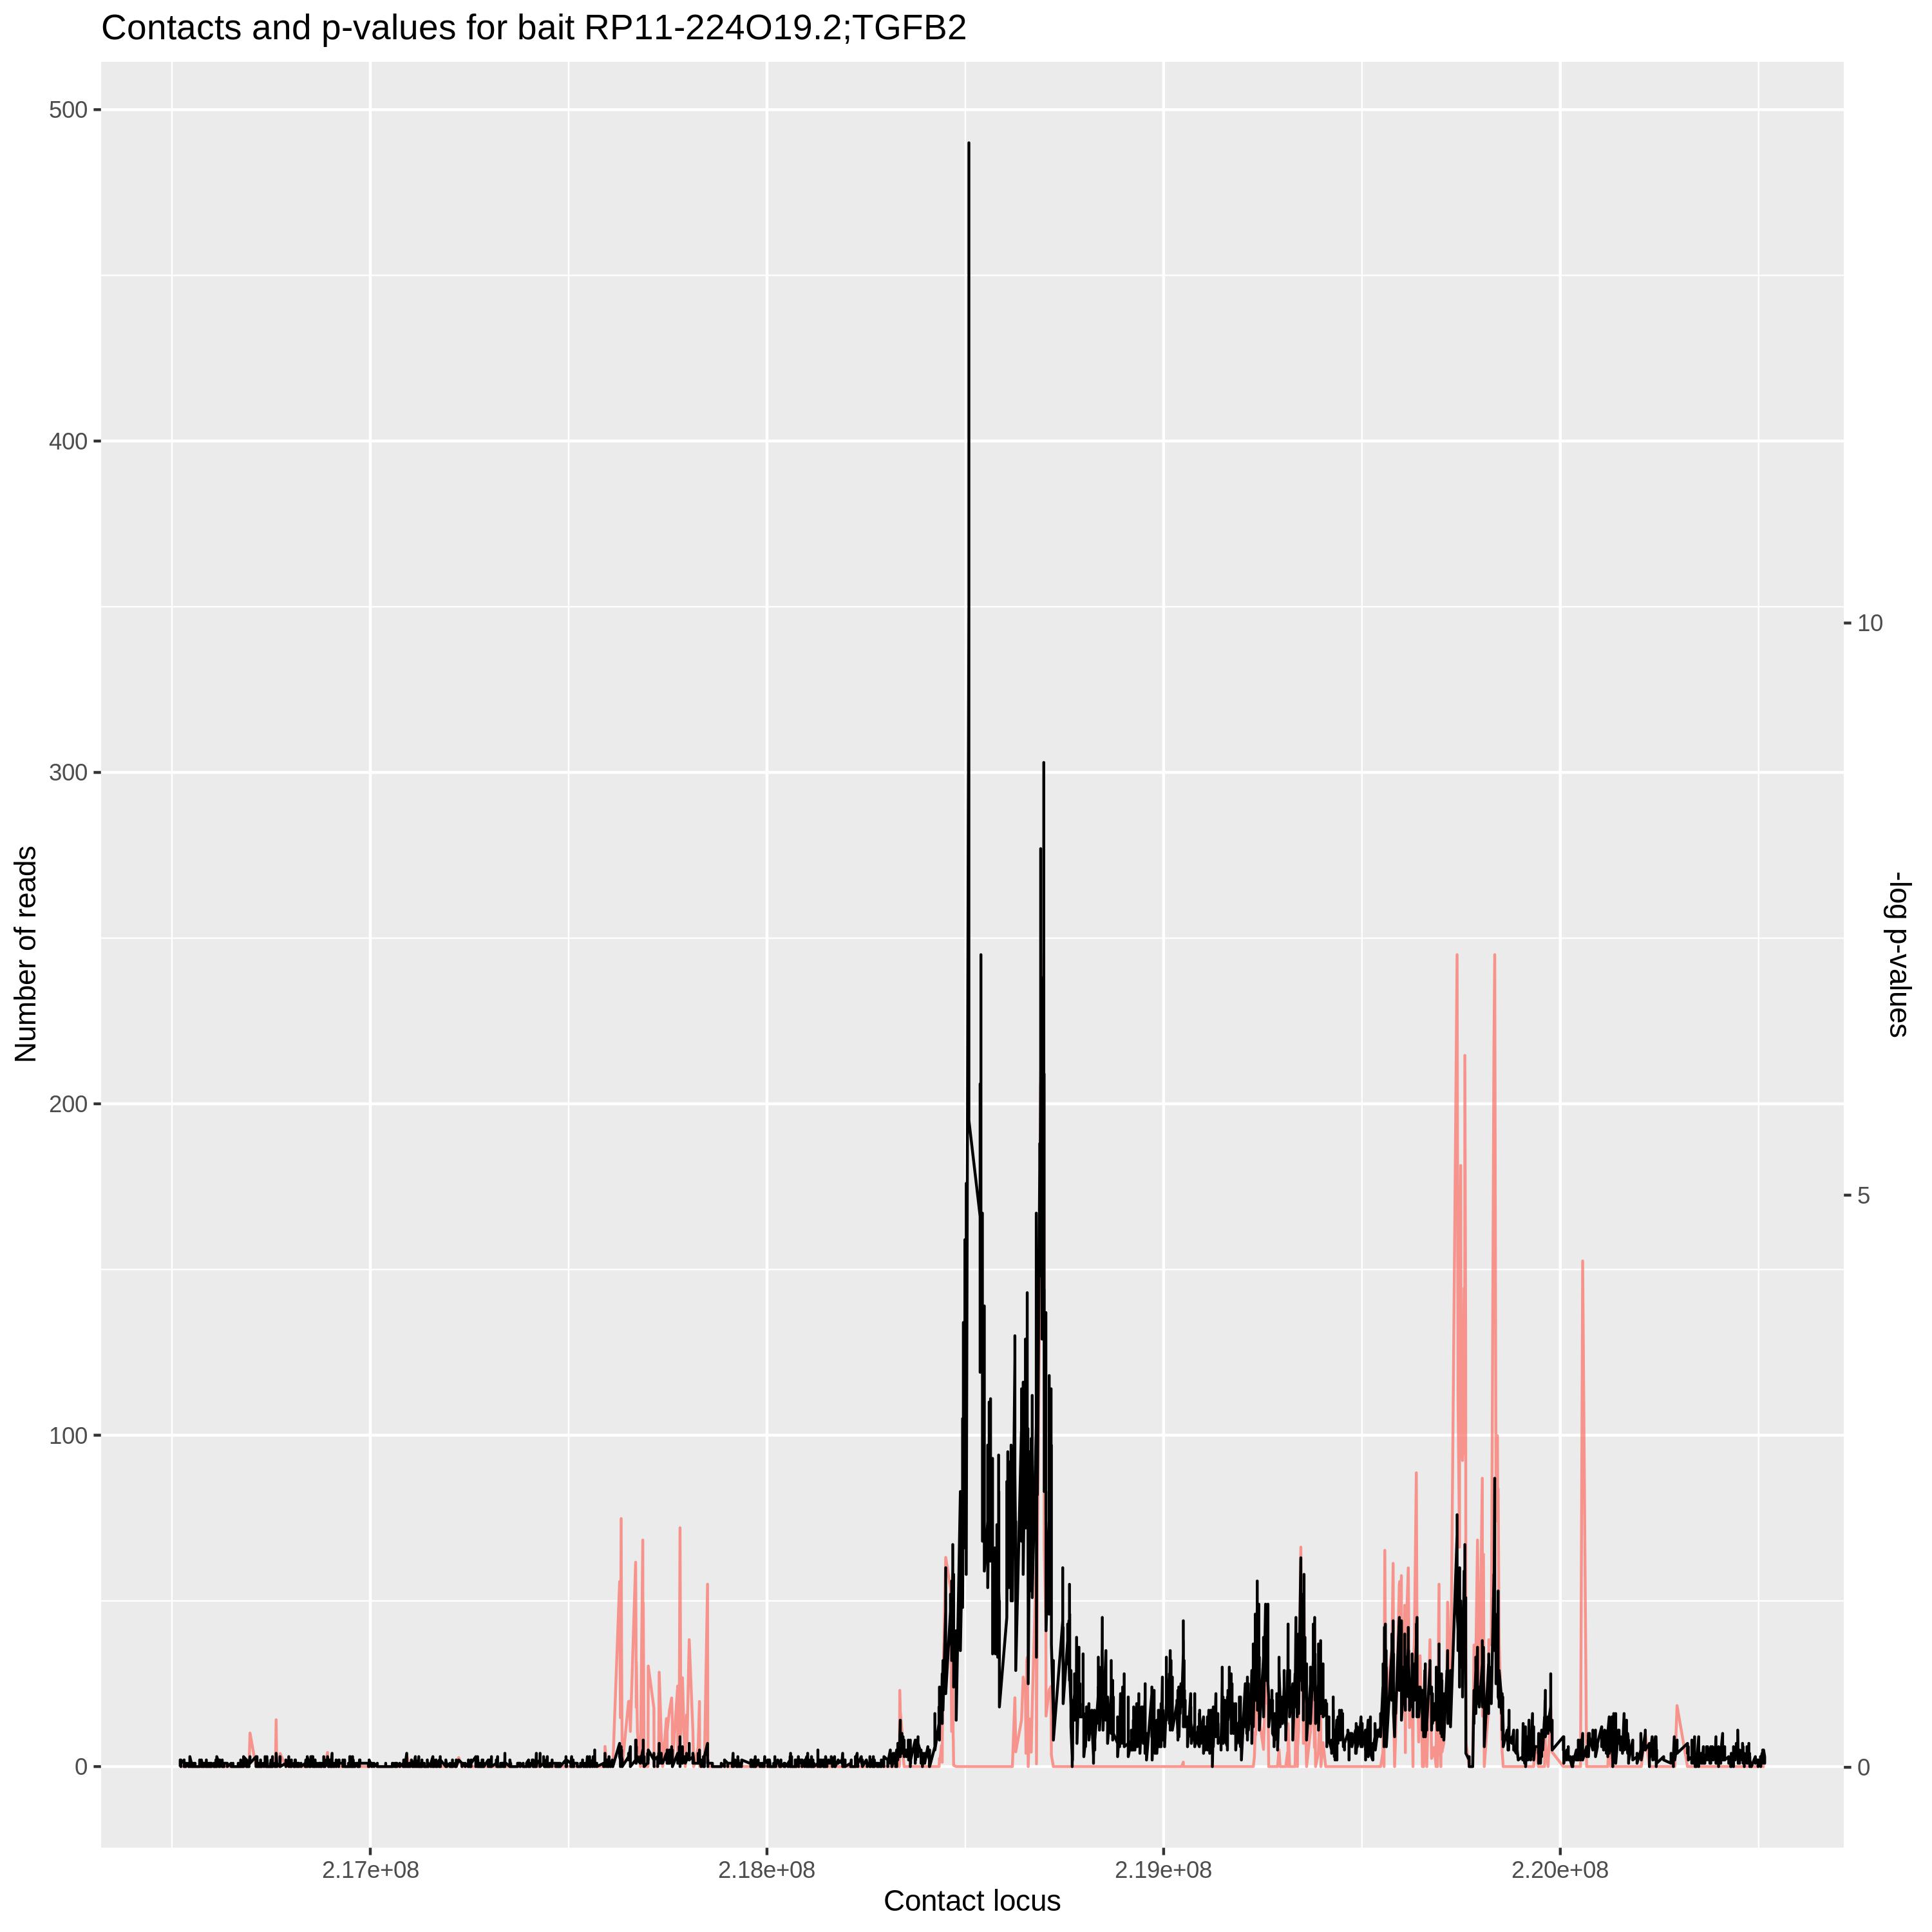 Contacts and p-values for bait RP11-224O19.2;TGFB2
500
400
300
200
100
0
Number of reads
10
5
0
-log p-values
2.17e+08 2.18e+08 2.19e+08 2.20e+08
Contact locus